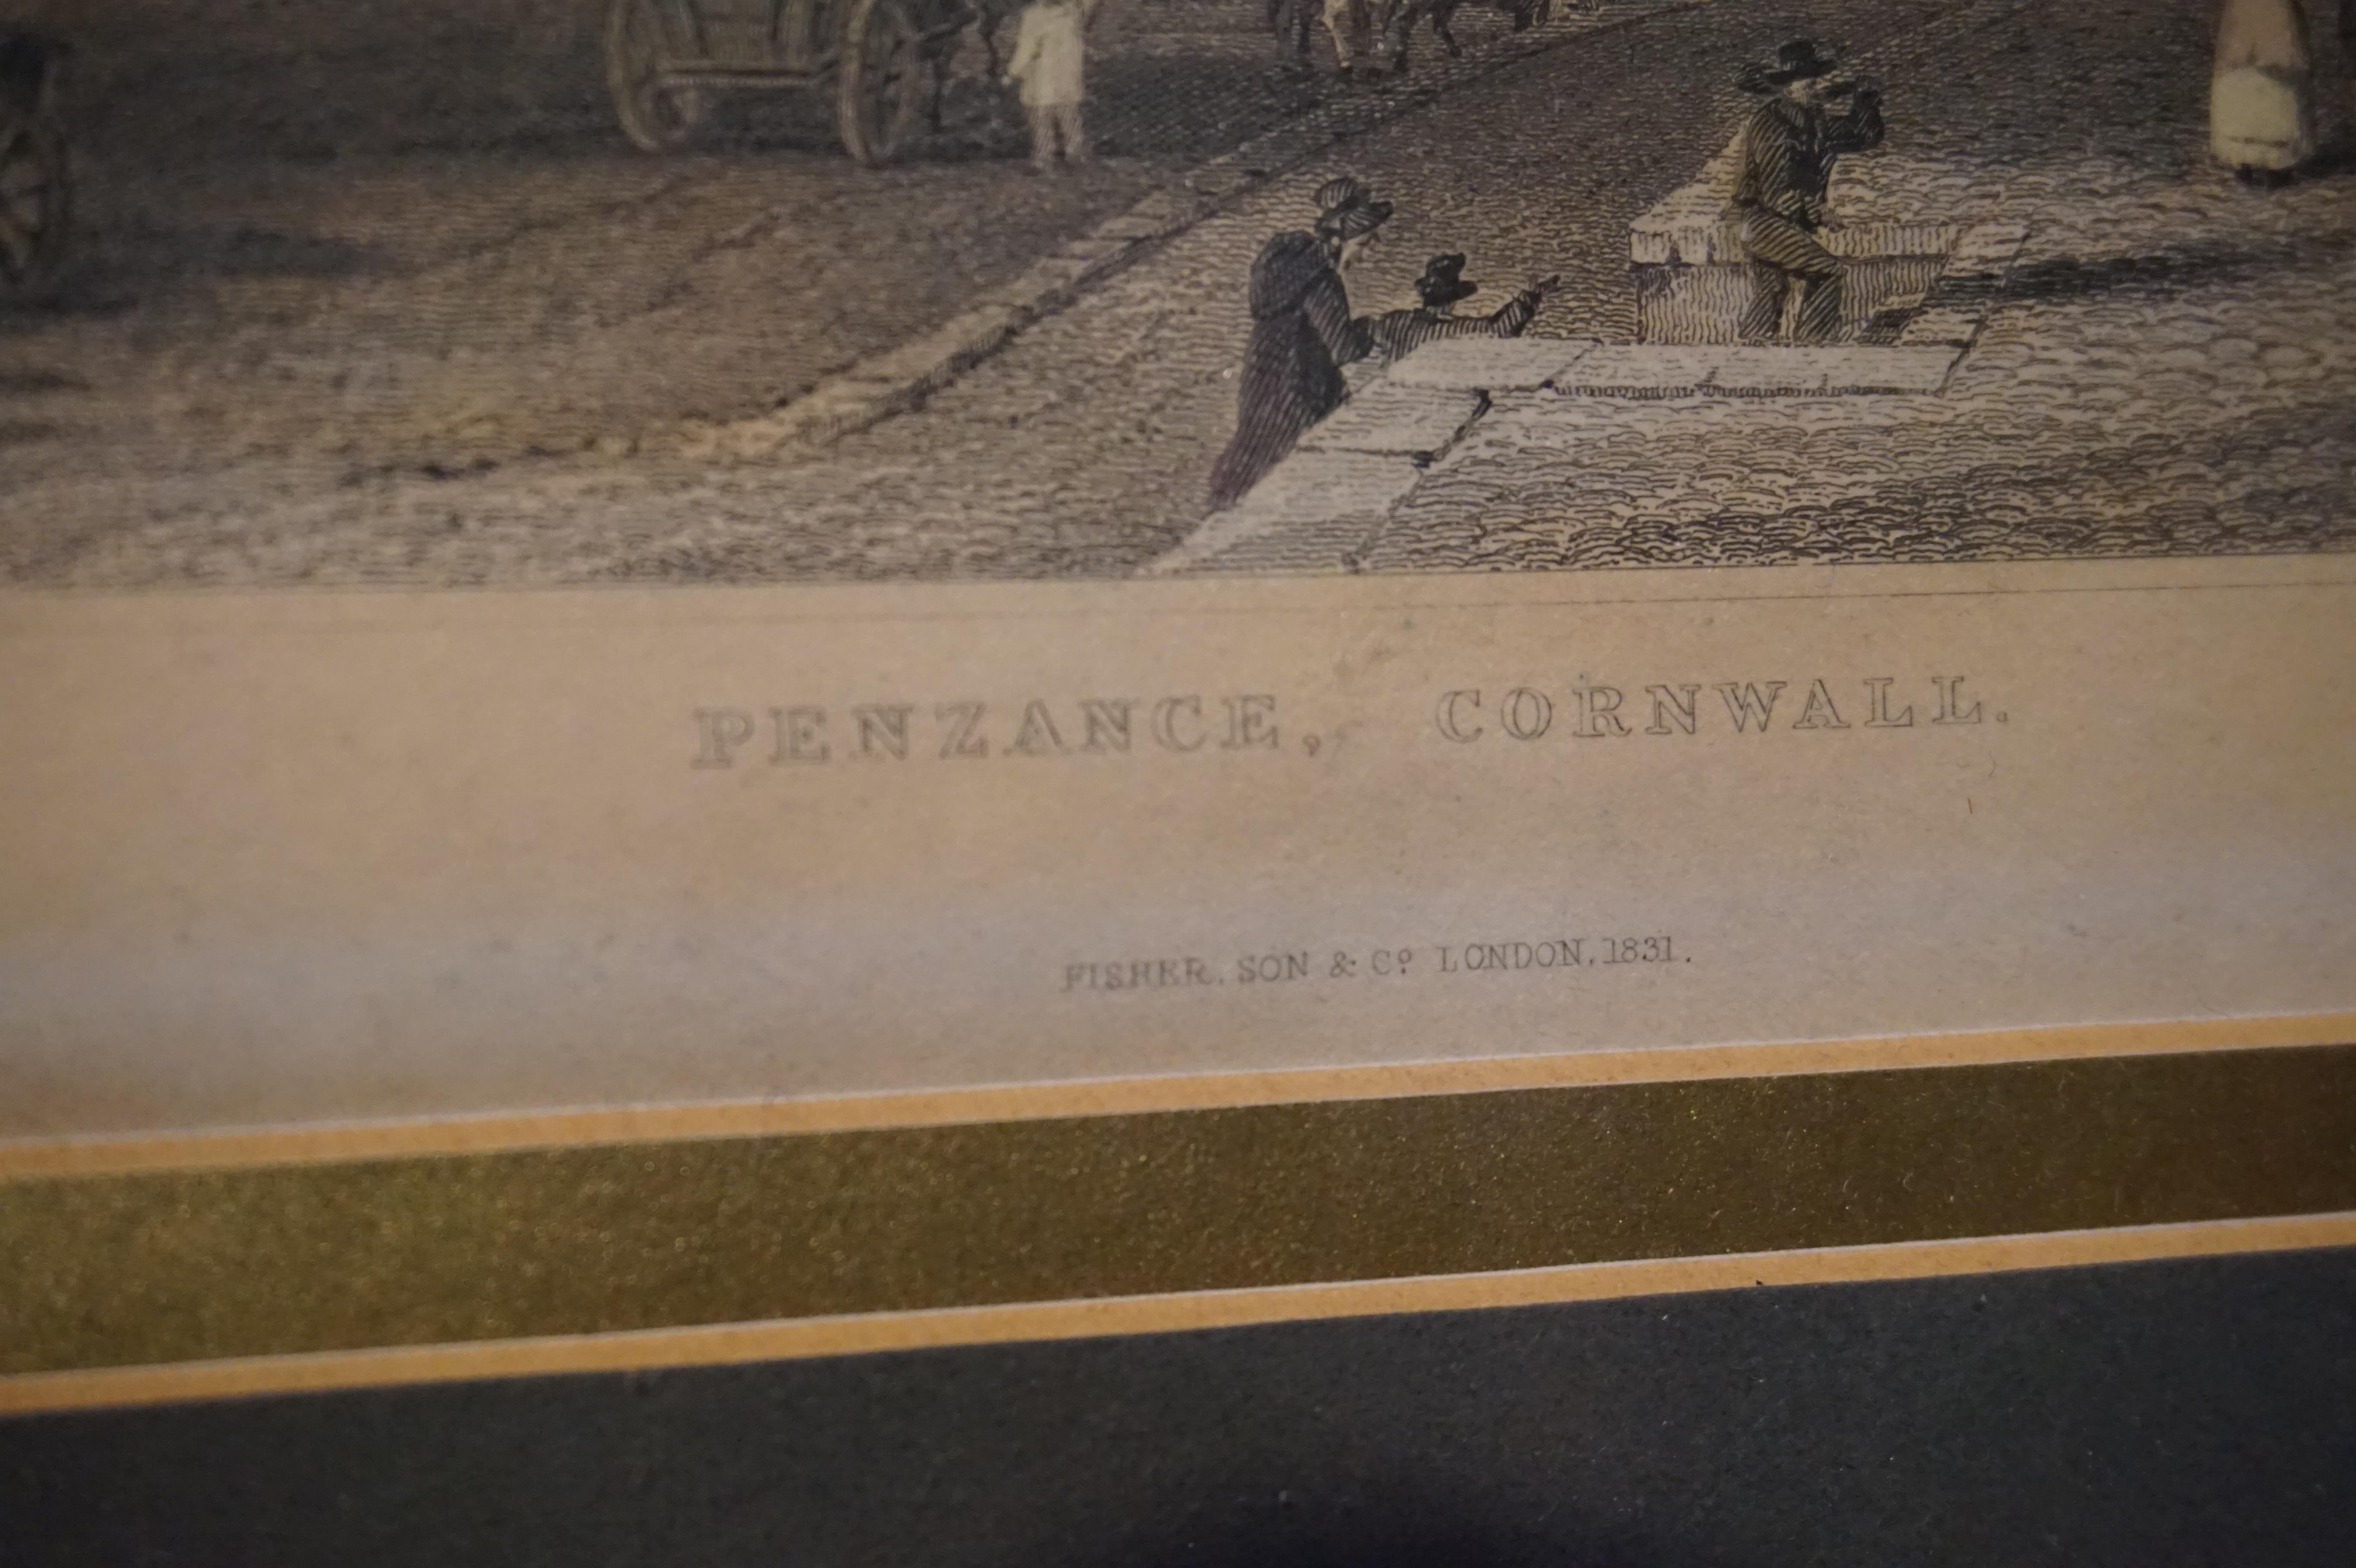 PENZANCE, CORNWALL.
FISHER, SON & Cº LONDON, 1831.